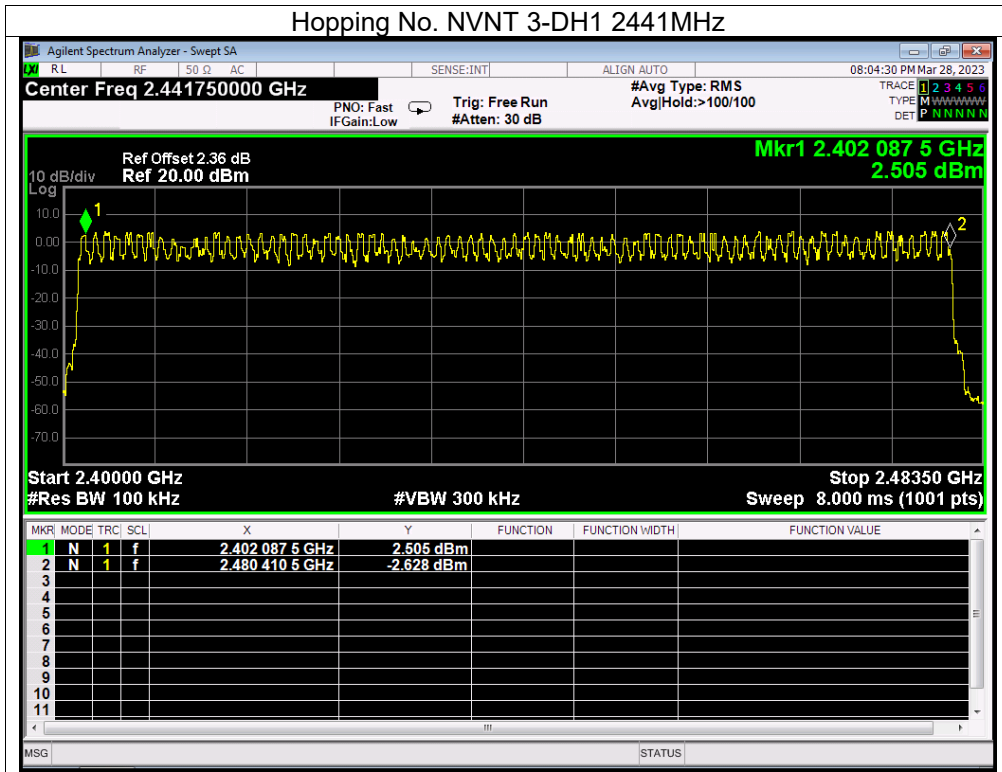 Hopping No. NVNT 3-DH1 2441MHz
Agilent Spectrum Analyzer - Swept SA
LXI RL RF 50 Ω AC SENSE:INT ALIGN AUTO 08:04:30 PM Mar 28, 2023
Center Freq 2.441750000 GHz #Avg Type: RMS TRACE 1 2 3 4 5 6
PNO: Fast Trig: Free Run Avg|Hold:>100/100 TYPE M WWWWW
IFGain:Low #Atten: 30 dB DET P N N N N N
Mkr1 2.402 087 5 GHz
Ref Offset 2.36 dB
10 dB/div Ref 20.00 dBm 2.505 dBm
Log
10.0
1
2
0.00
-10.0
-20.0
-30.0
-40.0
-50.0
-60.0
-70.0
Start 2.40000 GHz Stop 2.48350 GHz
#Res BW 100 kHz #VBW 300 kHz Sweep 8.000 ms (1001 pts)
MKR MODE TRC SCL X Y FUNCTION FUNCTION WIDTH FUNCTION VALUE
1 N 1 f 2.402 087 5 GHz 2.505 dBm
2 N 1 f 2.480 410 5 GHz -2.628 dBm
3
4
5
6
7
8
9
10
11
MSG STATUS